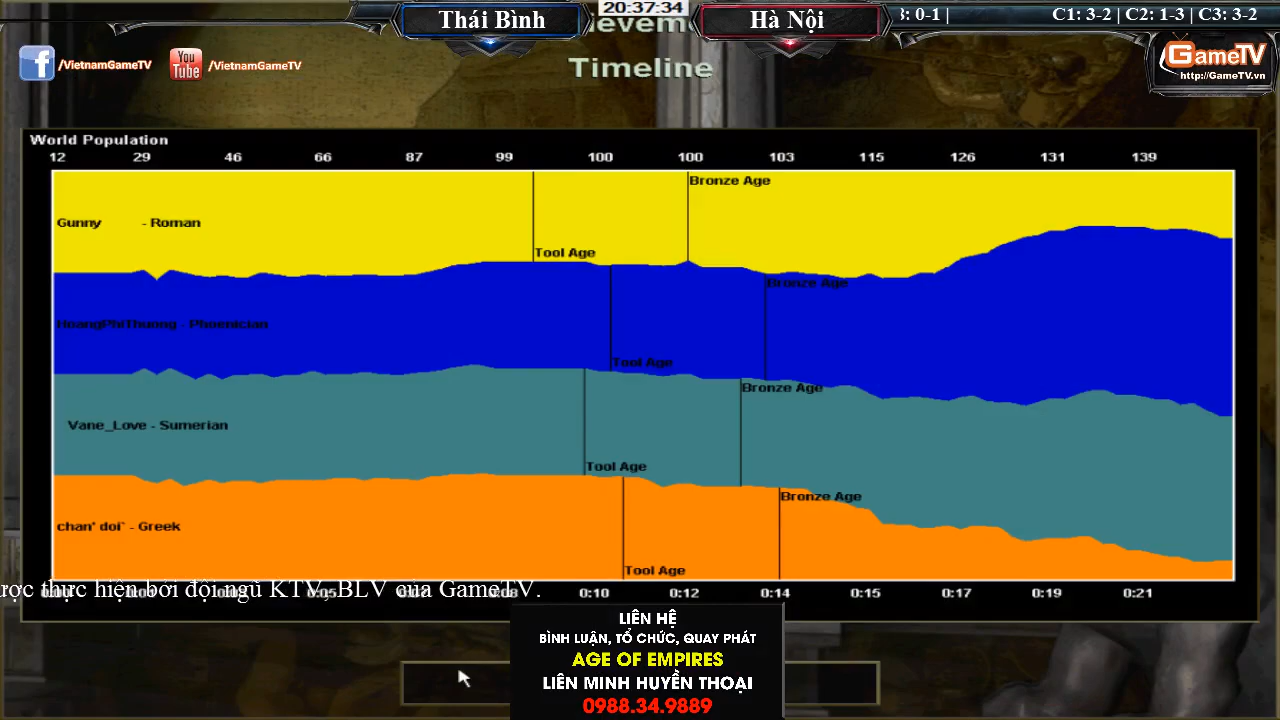 Thái Bình
20:37:34
Hà Nội
3: 0-1 |
C1: 3-2 | C2: 1-3 | C3: 3-2
Timeline
/VietnamGameTV
You Tube
/VietnamGameTV
GameTV
http://GameTV.vn
World Population
12 29 46 66 87 99 100 100 103 115 126 131 139
Bronze Age
Gunny - Roman
Tool Age
Bronze Age
HoangPhiThuong - Phoenician
Tool Age
Bronze Age
Vane_Love - Sumerian
Tool Age
Bronze Age
chan' doi` - Greek
Tool Age
thực hiện bởi đội ngũ KTV, BLV của GameTV.
0:10 0:12 0:14 0:15 0:17 0:19 0:21
LIÊN HỆ
BÌNH LUẬN, TỔ CHỨC, QUAY PHÁT
AGE OF EMPIRES
LIÊN MINH HUYỀN THOẠI
0988.34.9889